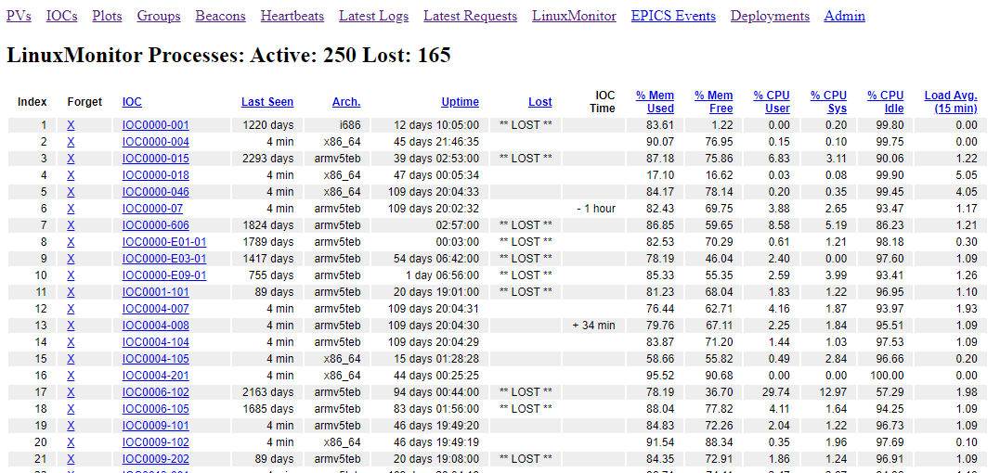 PVs IOCs Plots Groups Beacons Heartbeats Latest Logs Latest Requests LinuxMonitor EPICS Events Deployments Admin
LinuxMonitor Processes: Active: 250 Lost: 165
Index Forget IOC Last Seen Arch. Uptime Lost IOC Time % Mem Used % Mem Free % CPU User % CPU Sys % CPU Idle Load Avg. (15 min)
1 X IOC0000-001 1220 days i686 12 days 10:05:00 ** LOST ** 83.61 1.22 0.00 0.20 99.80 0.00
2 X IOC0000-004 4 min x86_64 45 days 21:46:35 90.07 76.95 0.15 0.10 99.75 0.00
3 X IOC0000-015 2293 days armv5teb 39 days 02:53:00 ** LOST ** 87.18 75.86 6.83 3.11 90.06 1.22
4 X IOC0000-018 4 min x86_64 47 days 00:05:34 17.10 16.62 0.03 0.08 99.90 5.05
5 X IOC0000-046 4 min x86_64 109 days 20:04:33 84.17 78.14 0.20 0.35 99.45 4.05
6 X IOC0000-07 4 min armv5teb 109 days 20:02:32 - 1 hour 82.43 69.75 3.88 2.65 93.47 1.17
7 X IOC0000-606 1824 days armv5teb 02:57:00 ** LOST ** 86.85 59.65 8.58 5.19 86.23 1.21
8 X IOC0000-E01-01 1789 days armv5teb 00:03:00 ** LOST ** 82.53 70.29 0.61 1.21 98.18 0.30
9 X IOC0000-E03-01 1417 days armv5teb 54 days 06:42:00 ** LOST ** 78.19 46.04 2.40 0.00 97.60 1.09
10 X IOC0000-E09-01 755 days armv5teb 1 day 06:56:00 ** LOST ** 85.33 55.35 2.59 3.99 93.41 1.26
11 X IOC0001-101 89 days armv5teb 20 days 19:01:00 ** LOST ** 81.23 68.04 1.83 1.22 96.95 1.10
12 X IOC0004-007 4 min armv5teb 109 days 20:04:31 76.44 62.71 4.16 1.87 93.97 1.93
13 X IOC0004-008 4 min armv5teb 109 days 20:04:30 + 34 min 79.76 67.11 2.25 1.84 95.51 1.09
14 X IOC0004-104 4 min armv5teb 109 days 20:04:29 83.87 71.20 1.44 1.03 97.53 1.09
15 X IOC0004-105 4 min x86_64 15 days 01:28:28 58.66 55.82 0.49 2.84 96.66 0.20
16 X IOC0004-201 4 min x86_64 44 days 00:25:25 95.52 90.68 0.00 0.00 100.00 0.00
17 X IOC0006-102 2163 days armv5teb 94 days 00:44:00 ** LOST ** 78.19 36.70 29.74 12.97 57.29 1.98
18 X IOC0006-105 1685 days armv5teb 83 days 01:56:00 ** LOST ** 88.04 77.82 4.11 1.64 94.25 1.09
19 X IOC0009-101 4 min armv5teb 46 days 19:49:20 84.83 72.26 2.04 1.22 96.73 1.09
20 X IOC0009-102 4 min x86_64 46 days 19:49:19 91.54 88.34 0.35 1.96 97.69 0.10
21 X IOC0009-202 89 days armv5teb 20 days 19:08:00 ** LOST ** 84.35 72.91 1.86 1.24 96.91 1.09